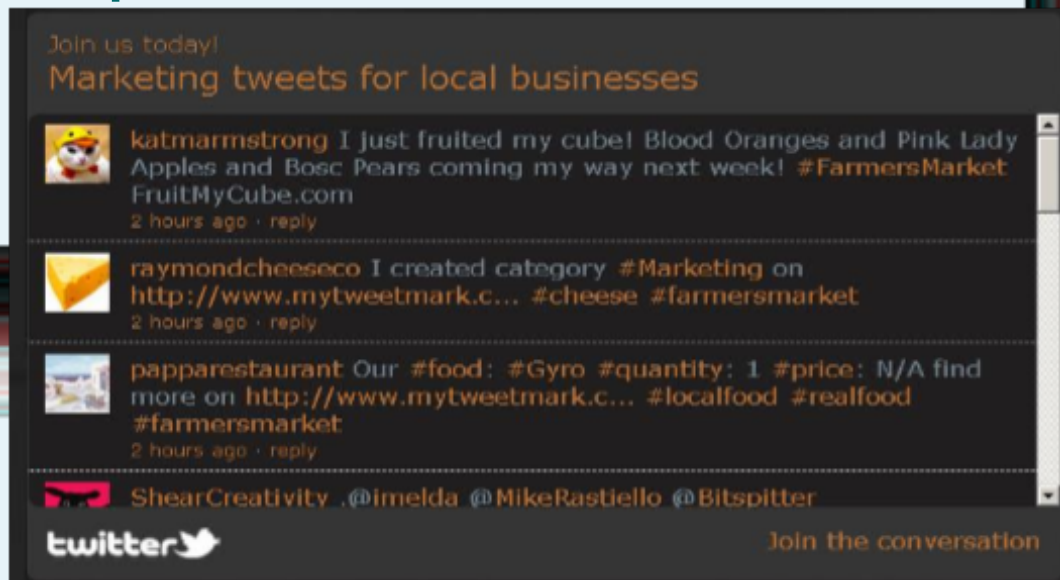 Join us today!
Marketing tweets for local businesses
katmarmstrong I just fruited my cube! Blood Oranges and Pink Lady
Apples and Bosc Pears coming my way next week! #FarmersMarket
FruitMyCube.com
2 hours ago · reply
raymondcheeseco I created category #Marketing on
http://www.mytweetmark.c... #cheese #farmersmarket
2 hours ago · reply
papparestaurant Our #food: #Gyro #quantity: 1 #price: N/A find
more on http://www.mytweetmark.c... #localfood #realfood
#farmersmarket
2 hours ago · reply
ShearCreativity .@imelda @MikeRastiello @Bitspitter
twitter
Join the conversation